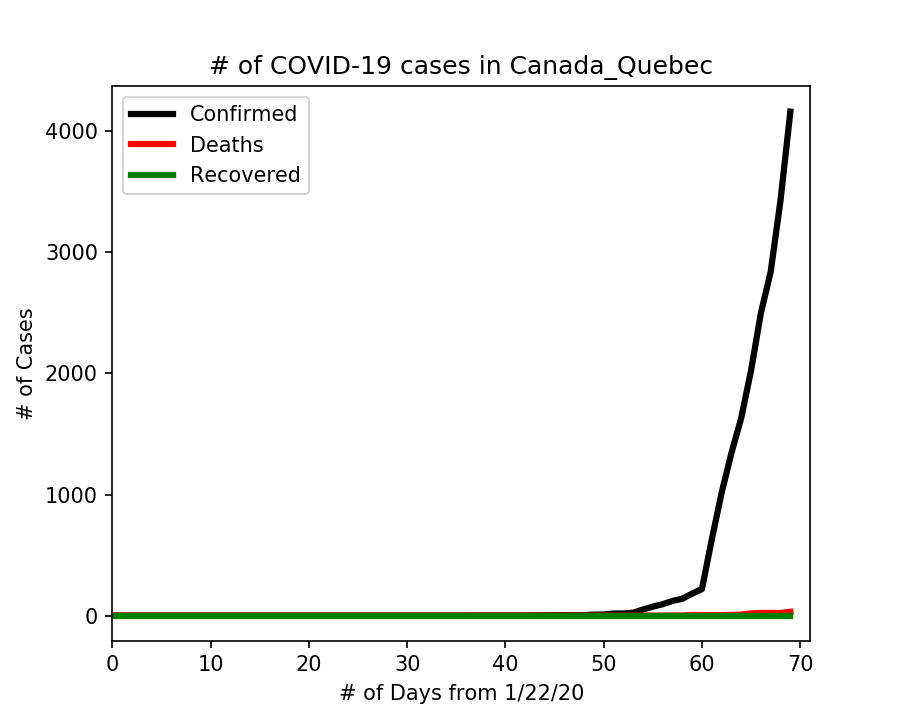 # of COVID-19 cases in Canada_Quebec
Confirmed
Deaths
Recovered
4000
3000
2000
1000
0
# of Cases
0 10 20 30 40 50 60 70
# of Days from 1/22/20